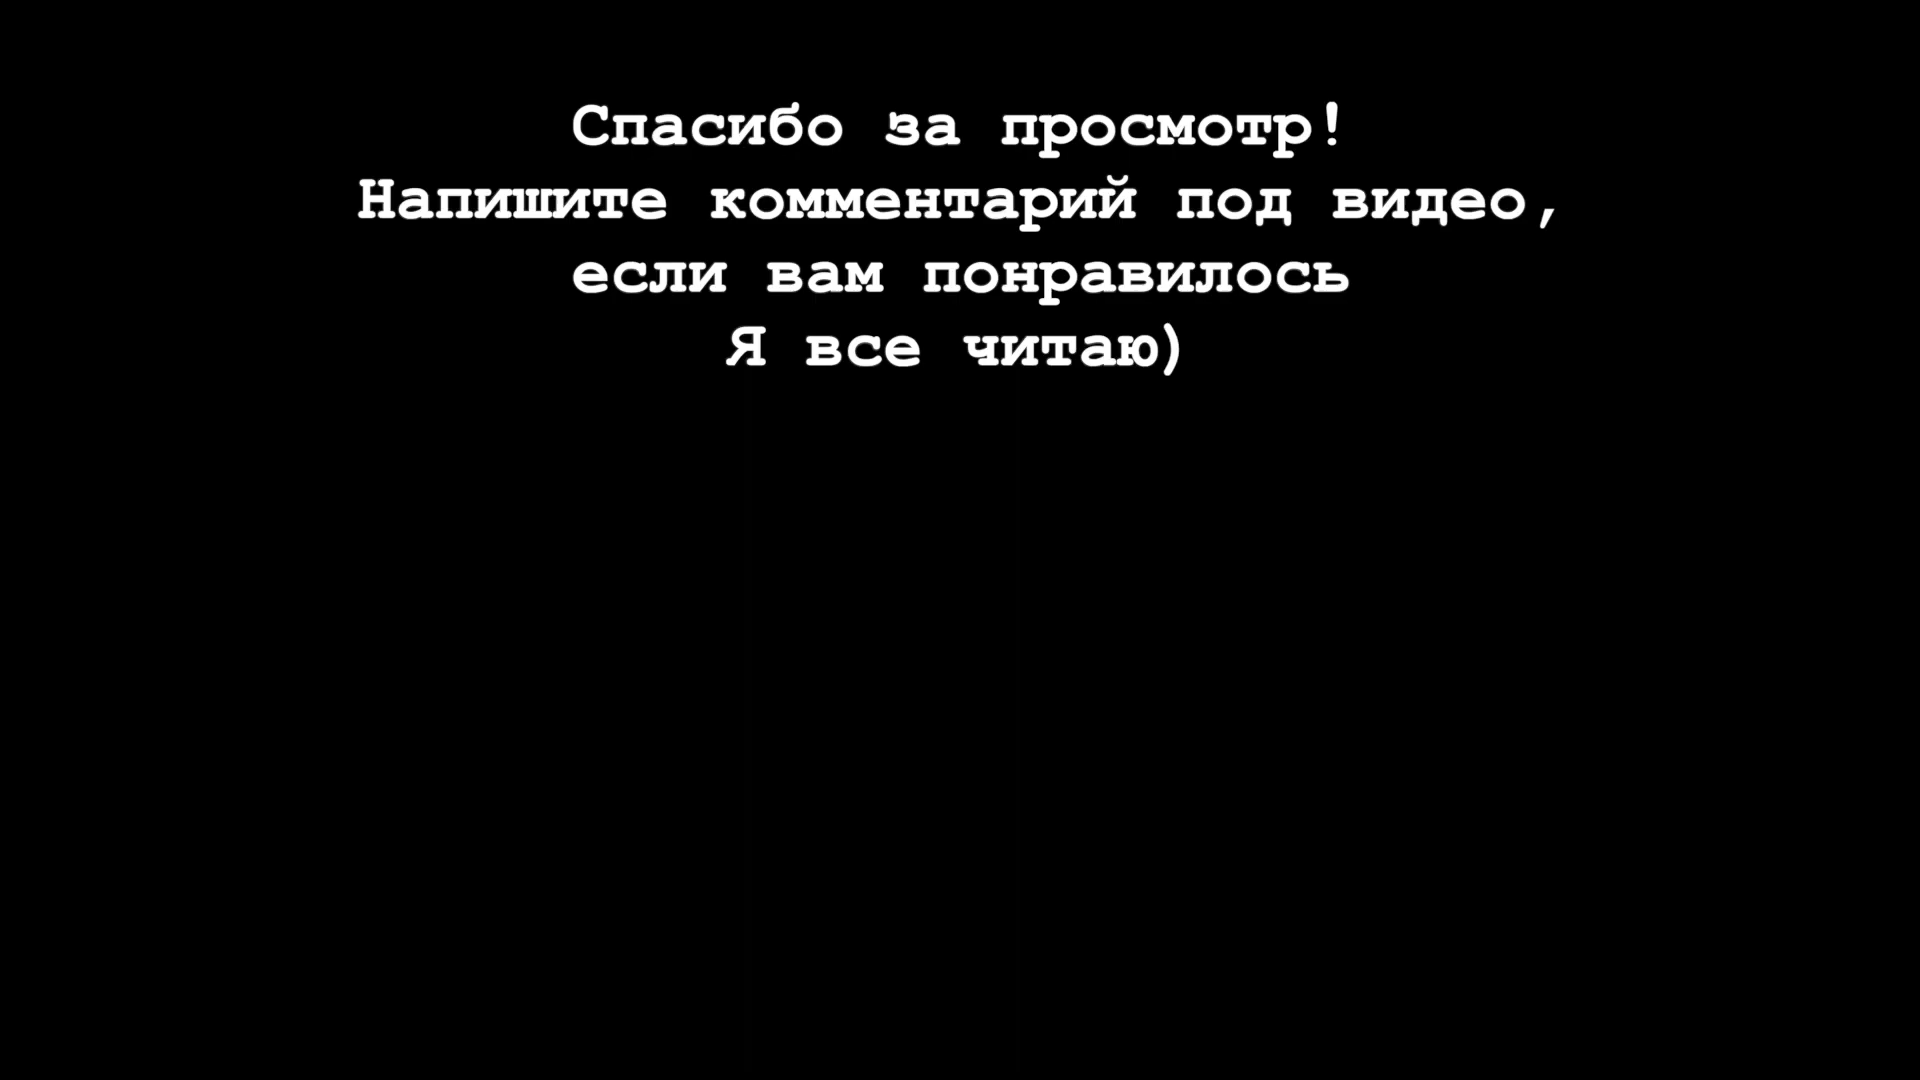 Спасибо за просмотр!
Напишите комментарий под видео,
если вам понравилось
Я все читаю)